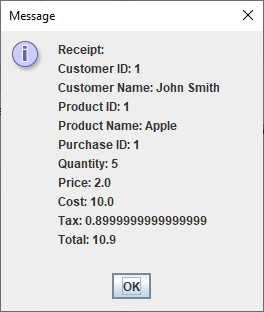 Message
Receipt:
Customer ID: 1
Customer Name: John Smith
Product ID: 1
Product Name: Apple
Purchase ID: 1
Quantity: 5
Price: 2.0
Cost: 10.0
Tax: 0.8999999999999999
Total: 10.9
OK